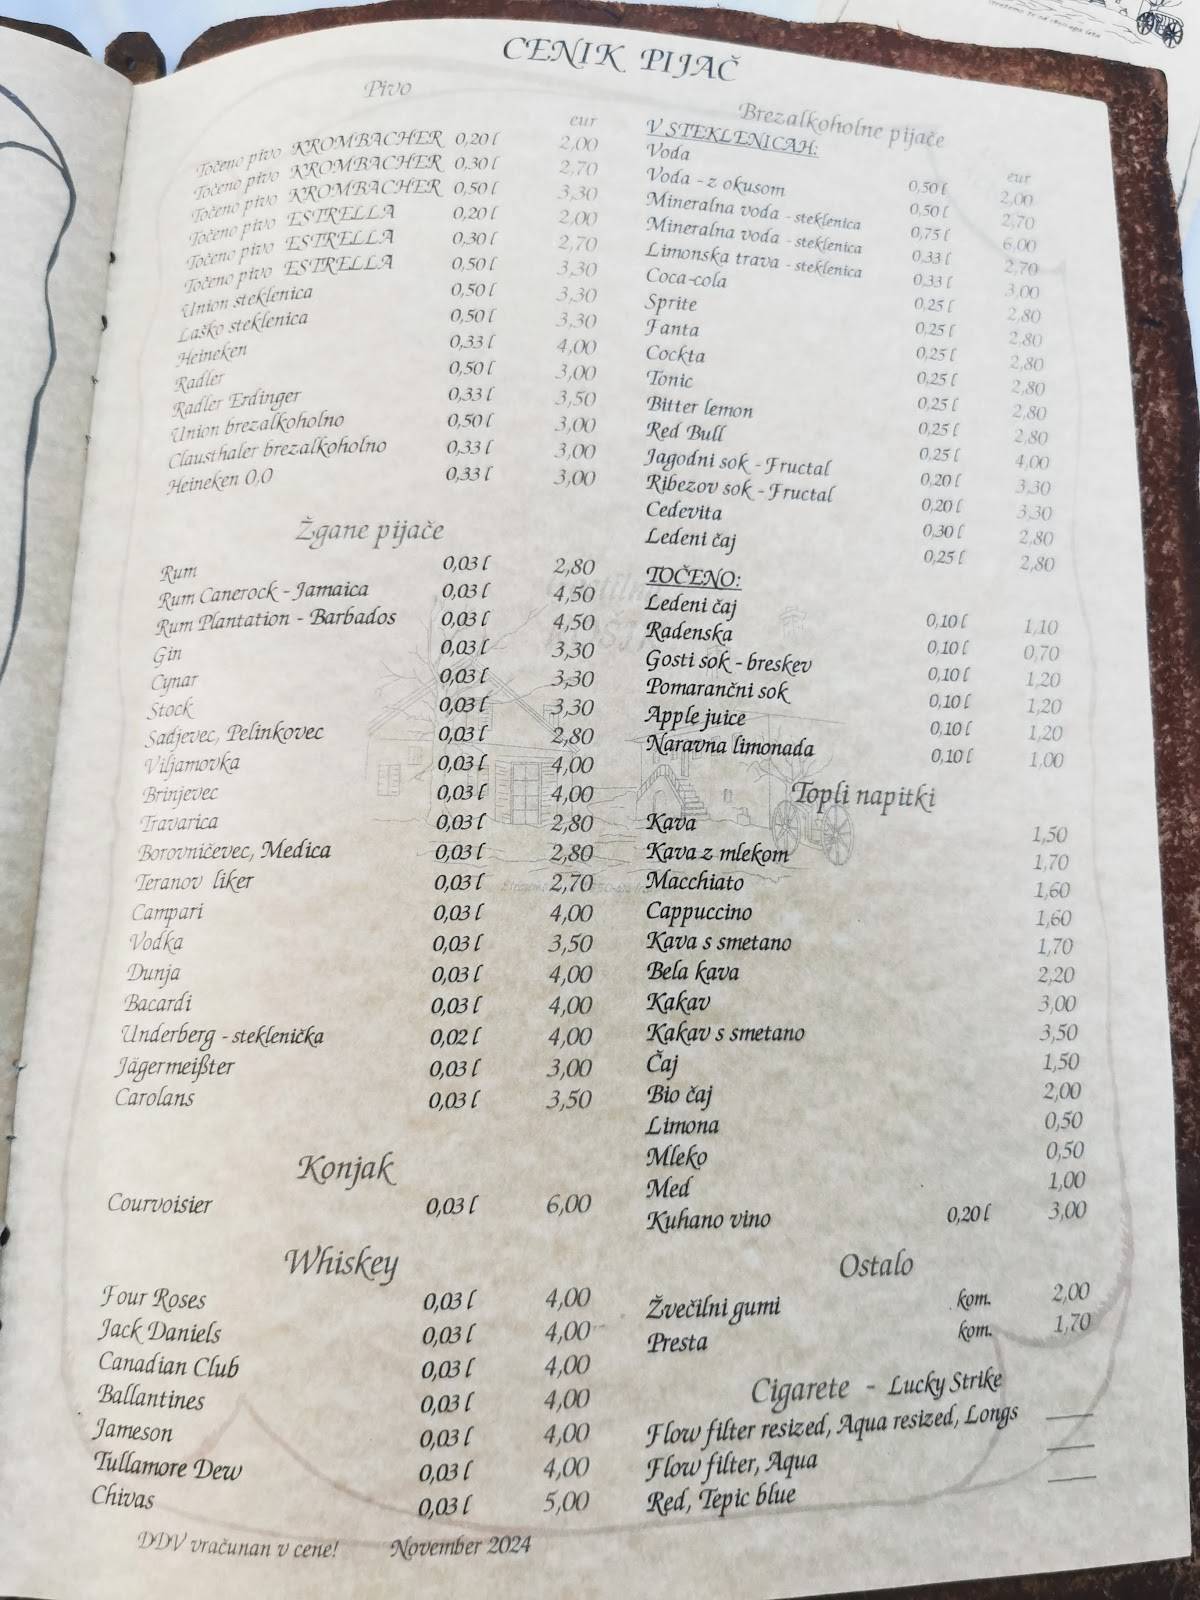 CENIK PIJAČ
Pivo
eur
Točeno pivo KROMBACHER 0,20 l 2,00
Točeno pivo KROMBACHER 0,30 l 2,70
Točeno pivo KROMBACHER 0,50 l 3,30
Točeno pivo ESTRELLA 0,20 l 2,00
Točeno pivo ESTRELLA 0,30 l 2,70
Točeno pivo ESTRELLA 0,50 l 3,30
Union steklenica 0,50 l 3,30
Laško steklenica 0,50 l 3,30
Heineken 0,33 l 4,00
Radler 0,50 l 3,00
Radler Erdinger 0,33 l 3,50
Union brezalkoholno 0,50 l 3,00
Clausthaler brezalkoholno 0,33 l 3,00
Heineken 0,0 0,33 l 3,00
Žgane pijače
Rum 0,03 l 2,80
Rum Canerock - Jamaica 0,03 l 4,50
Rum Plantation - Barbados 0,03 l 4,50
Gin 0,03 l 3,30
Cynar 0,03 l 3,30
Stock 0,03 l 3,30
Sadjevec, Pelinkovec 0,03 l 2,80
Viljamovka 0,03 l 4,00
Brinjevec 0,03 l 4,00
Travarica 0,03 l 2,80
Borovničevec, Medica 0,03 l 2,80
Teranov liker 0,03 l 2,70
Campari 0,03 l 4,00
Vodka 0,03 l 3,50
Dunja 0,03 l 4,00
Bacardi 0,03 l 4,00
Underberg - steklenička 0,02 l 4,00
Jägermeißter 0,03 l 3,00
Carolans 0,03 l 3,50
Konjak
Courvoisier 0,03 l 6,00
Whiskey
Four Roses 0,03 l 4,00
Jack Daniels 0,03 l 4,00
Canadian Club 0,03 l 4,00
Ballantines 0,03 l 4,00
Jameson 0,03 l 4,00
Tullamore Dew 0,03 l 4,00
Chivas 0,03 l 5,00
DDV vračunan v cene! November 2024
Brezalkoholne pijače
V STEKLENICAH: eur
Voda 0,50 l 2,00
Voda - z okusom 0,50 l 2,70
Mineralna voda - steklenica 0,75 l 6,00
Mineralna voda - steklenica 0,33 l 2,70
Limonska trava - steklenica 0,33 l 3,00
Coca-cola 0,25 l 2,80
Sprite 0,25 l 2,80
Fanta 0,25 l 2,80
Cockta 0,25 l 2,80
Tonic 0,25 l 2,80
Bitter lemon 0,25 l 2,80
Red Bull 0,25 l 4,00
Jagodni sok - Fructal 0,20 l 3,30
Ribezov sok - Fructal 0,20 l 3,30
Cedevita 0,30 l 2,80
Ledeni čaj 0,25 l 2,80
TOČENO:
Ledeni čaj 0,10 l 1,10
Radenska 0,10 l 0,70
Gosti sok - breskev 0,10 l 1,20
Pomarančni sok 0,10 l 1,20
Apple juice 0,10 l 1,20
Naravna limonada 0,10 l 1,00
Topli napitki
Kava 1,50
Kava z mlekom 1,70
Macchiato 1,60
Cappuccino 1,60
Kava s smetano 1,70
Bela kava 2,20
Kakav 3,00
Kakav s smetano 3,50
Čaj 1,50
Bio čaj 2,00
Limona 0,50
Mleko 0,50
Med 1,00
Kuhano vino 0,20 l 3,00
Ostalo
Žvečilni gumi kom. 2,00
Presta kom. 1,70
Cigarete - Lucky Strike
Flow filter resized, Aqua resized, Longs
Flow filter, Aqua
Red, Tepic blue